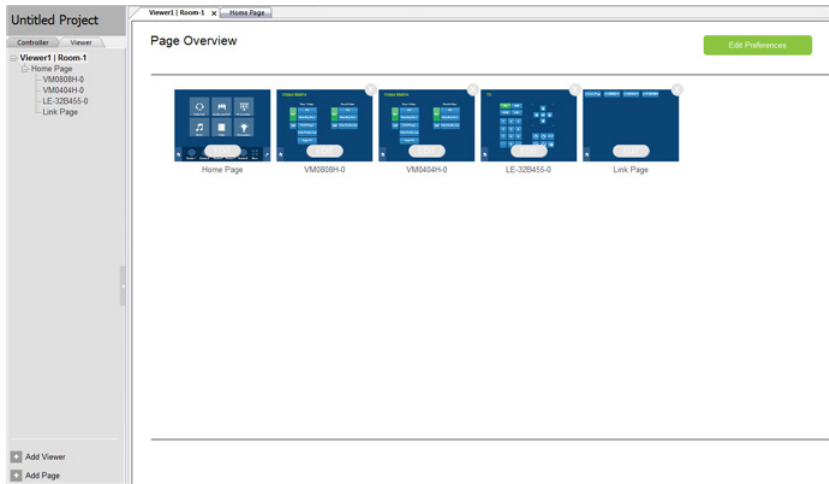 Untitled Project
Controller Viewer
Viewer1 | Room-1
Home Page
VM0808H-0
VM0404H-0
LE-32B455-0
Link Page
Add Viewer
Add Page
Viewer1 | Room-1 x Home Page
Page Overview
Edit Preferences
Home Page VM0808H-0 VM0404H-0 LE-32B455-0 Link Page